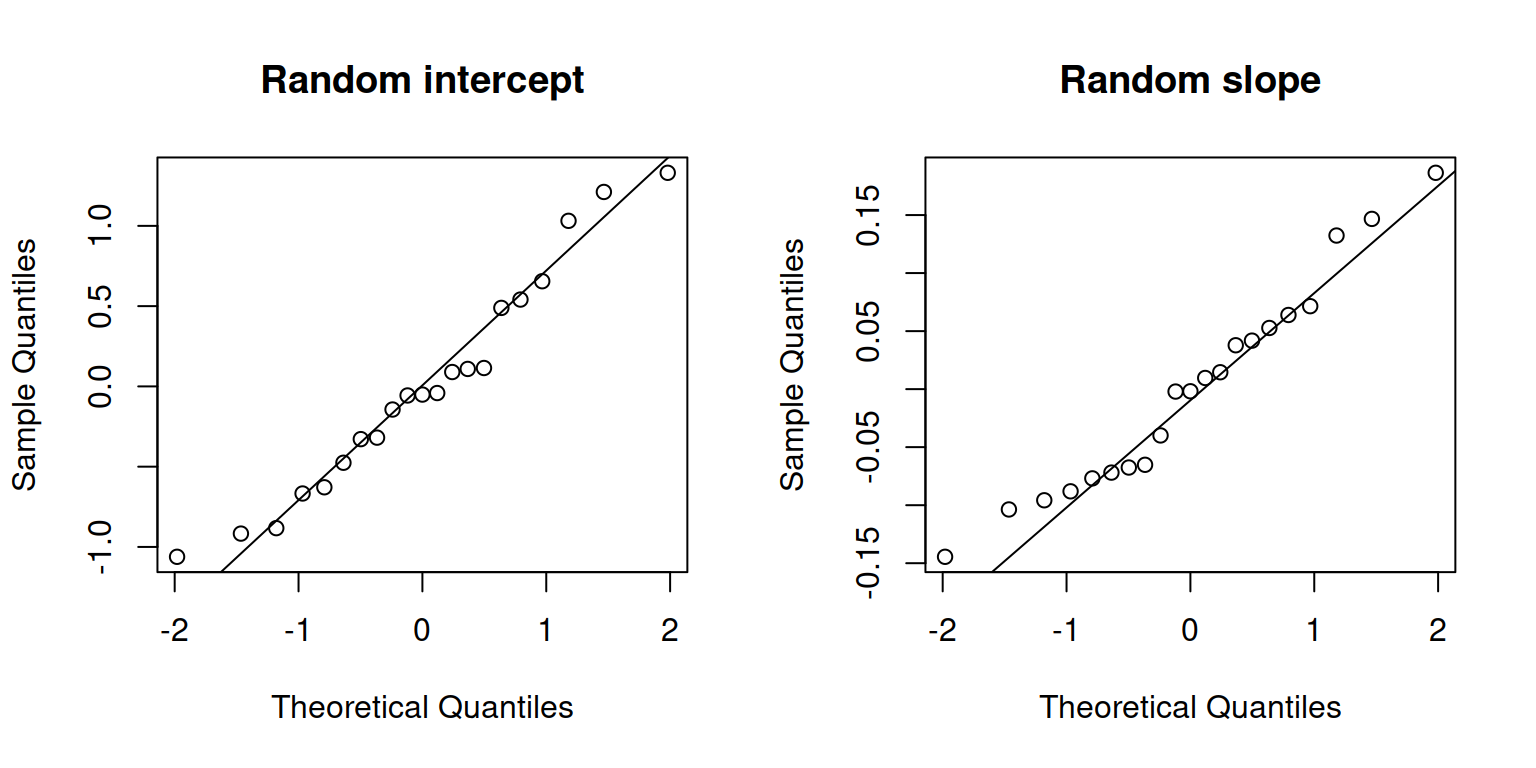 Random intercept
Sample Quantiles
1.0
0.5
0.0
-1.0
-2 -1 0 1 2
Theoretical Quantiles
Random slope
Sample Quantiles
0.15
0.05
-0.05
-0.15
-2 -1 0 1 2
Theoretical Quantiles